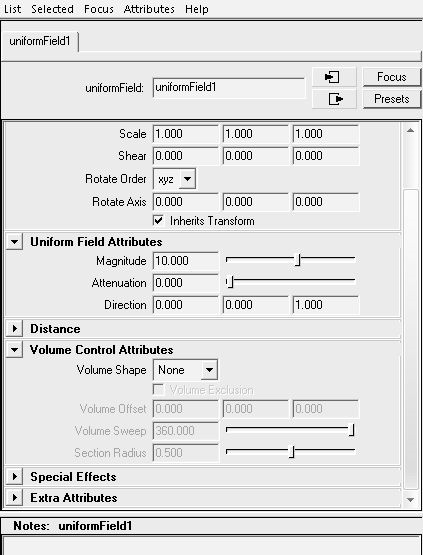 List Selected Focus Attributes Help
uniformField1
uniformField: uniformField1 Focus
Presets
Scale 1.000 1.000 1.000
Shear 0.000 0.000 0.000
Rotate Order xyz
Rotate Axis 0.000 0.000 0.000
Inherits Transform
Uniform Field Attributes
Magnitude 10.000
Attenuation 0.000
Direction 0.000 0.000 1.000
Distance
Volume Control Attributes
Volume Shape None
Volume Exclusion
Volume Offset 0.000 0.000 0.000
Volume Sweep 360.000
Section Radius 0.500
Special Effects
Extra Attributes
Notes: uniformField1